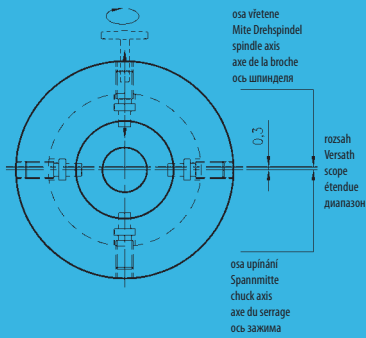 osa vřetene
Mite Drehspindel
spindle axis
axe de la broche
ось шпинделя
0,3
rozsah
Versath
scope
étendue
диапазон
osa upínání
Spannmitte
chuck axis
axe du serrage
ось зажима